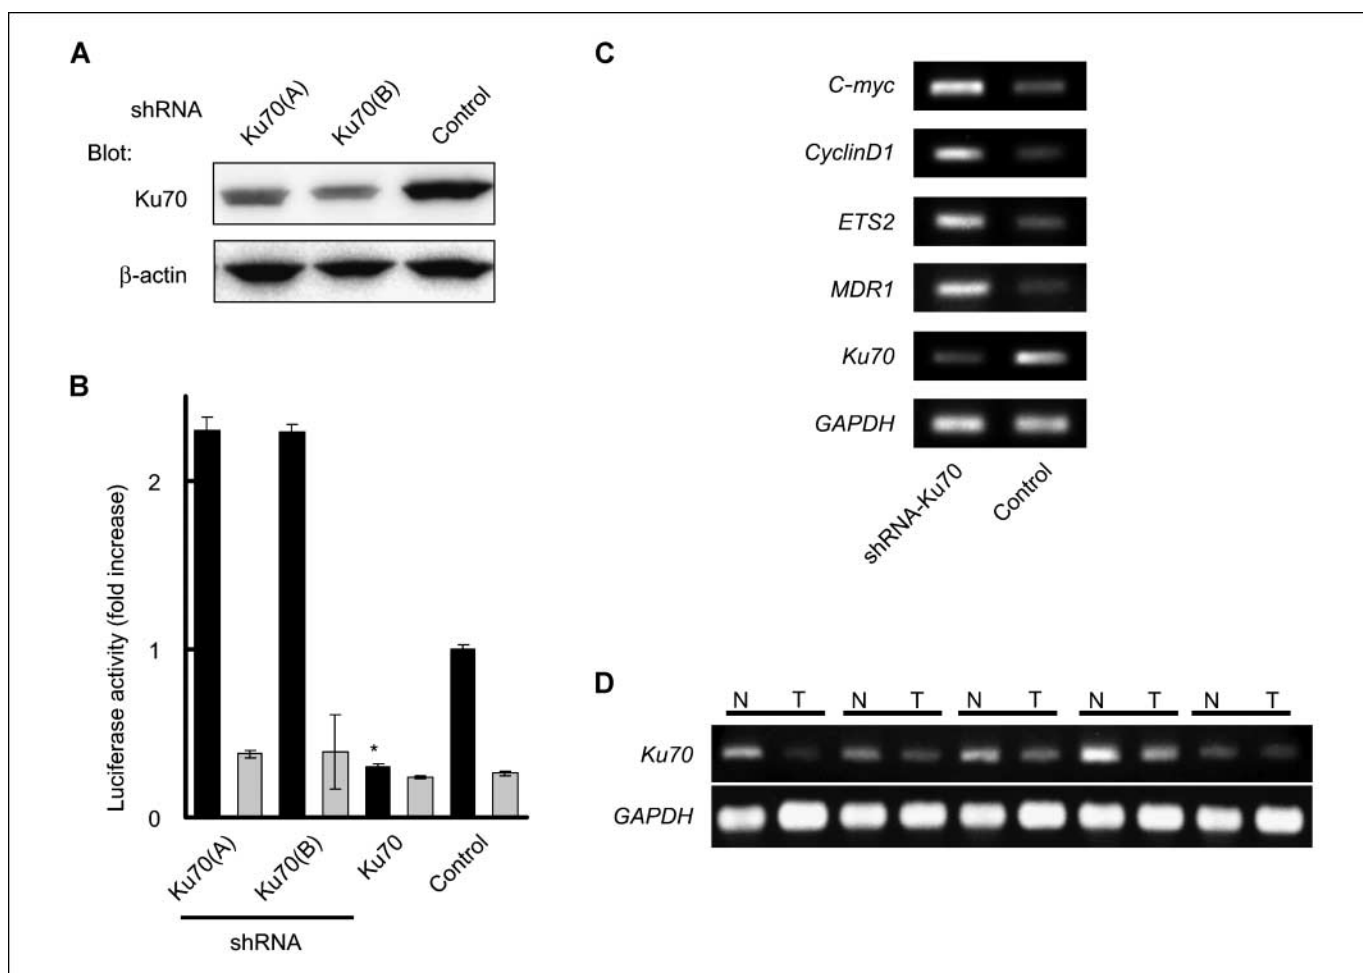 A
shRNA
Ku70(A)
Ku70(B)
Control
Blot:
Ku70
β-actin
B
Luciferase activity (fold increase)
2
1
0
*
Ku70(A)
Ku70(B)
Ku70
Control
shRNA
C
C-myc
CyclinD1
ETS2
MDR1
Ku70
GAPDH
shRNA-Ku70
Control
D
N T N T N T N T N T
Ku70
GAPDH